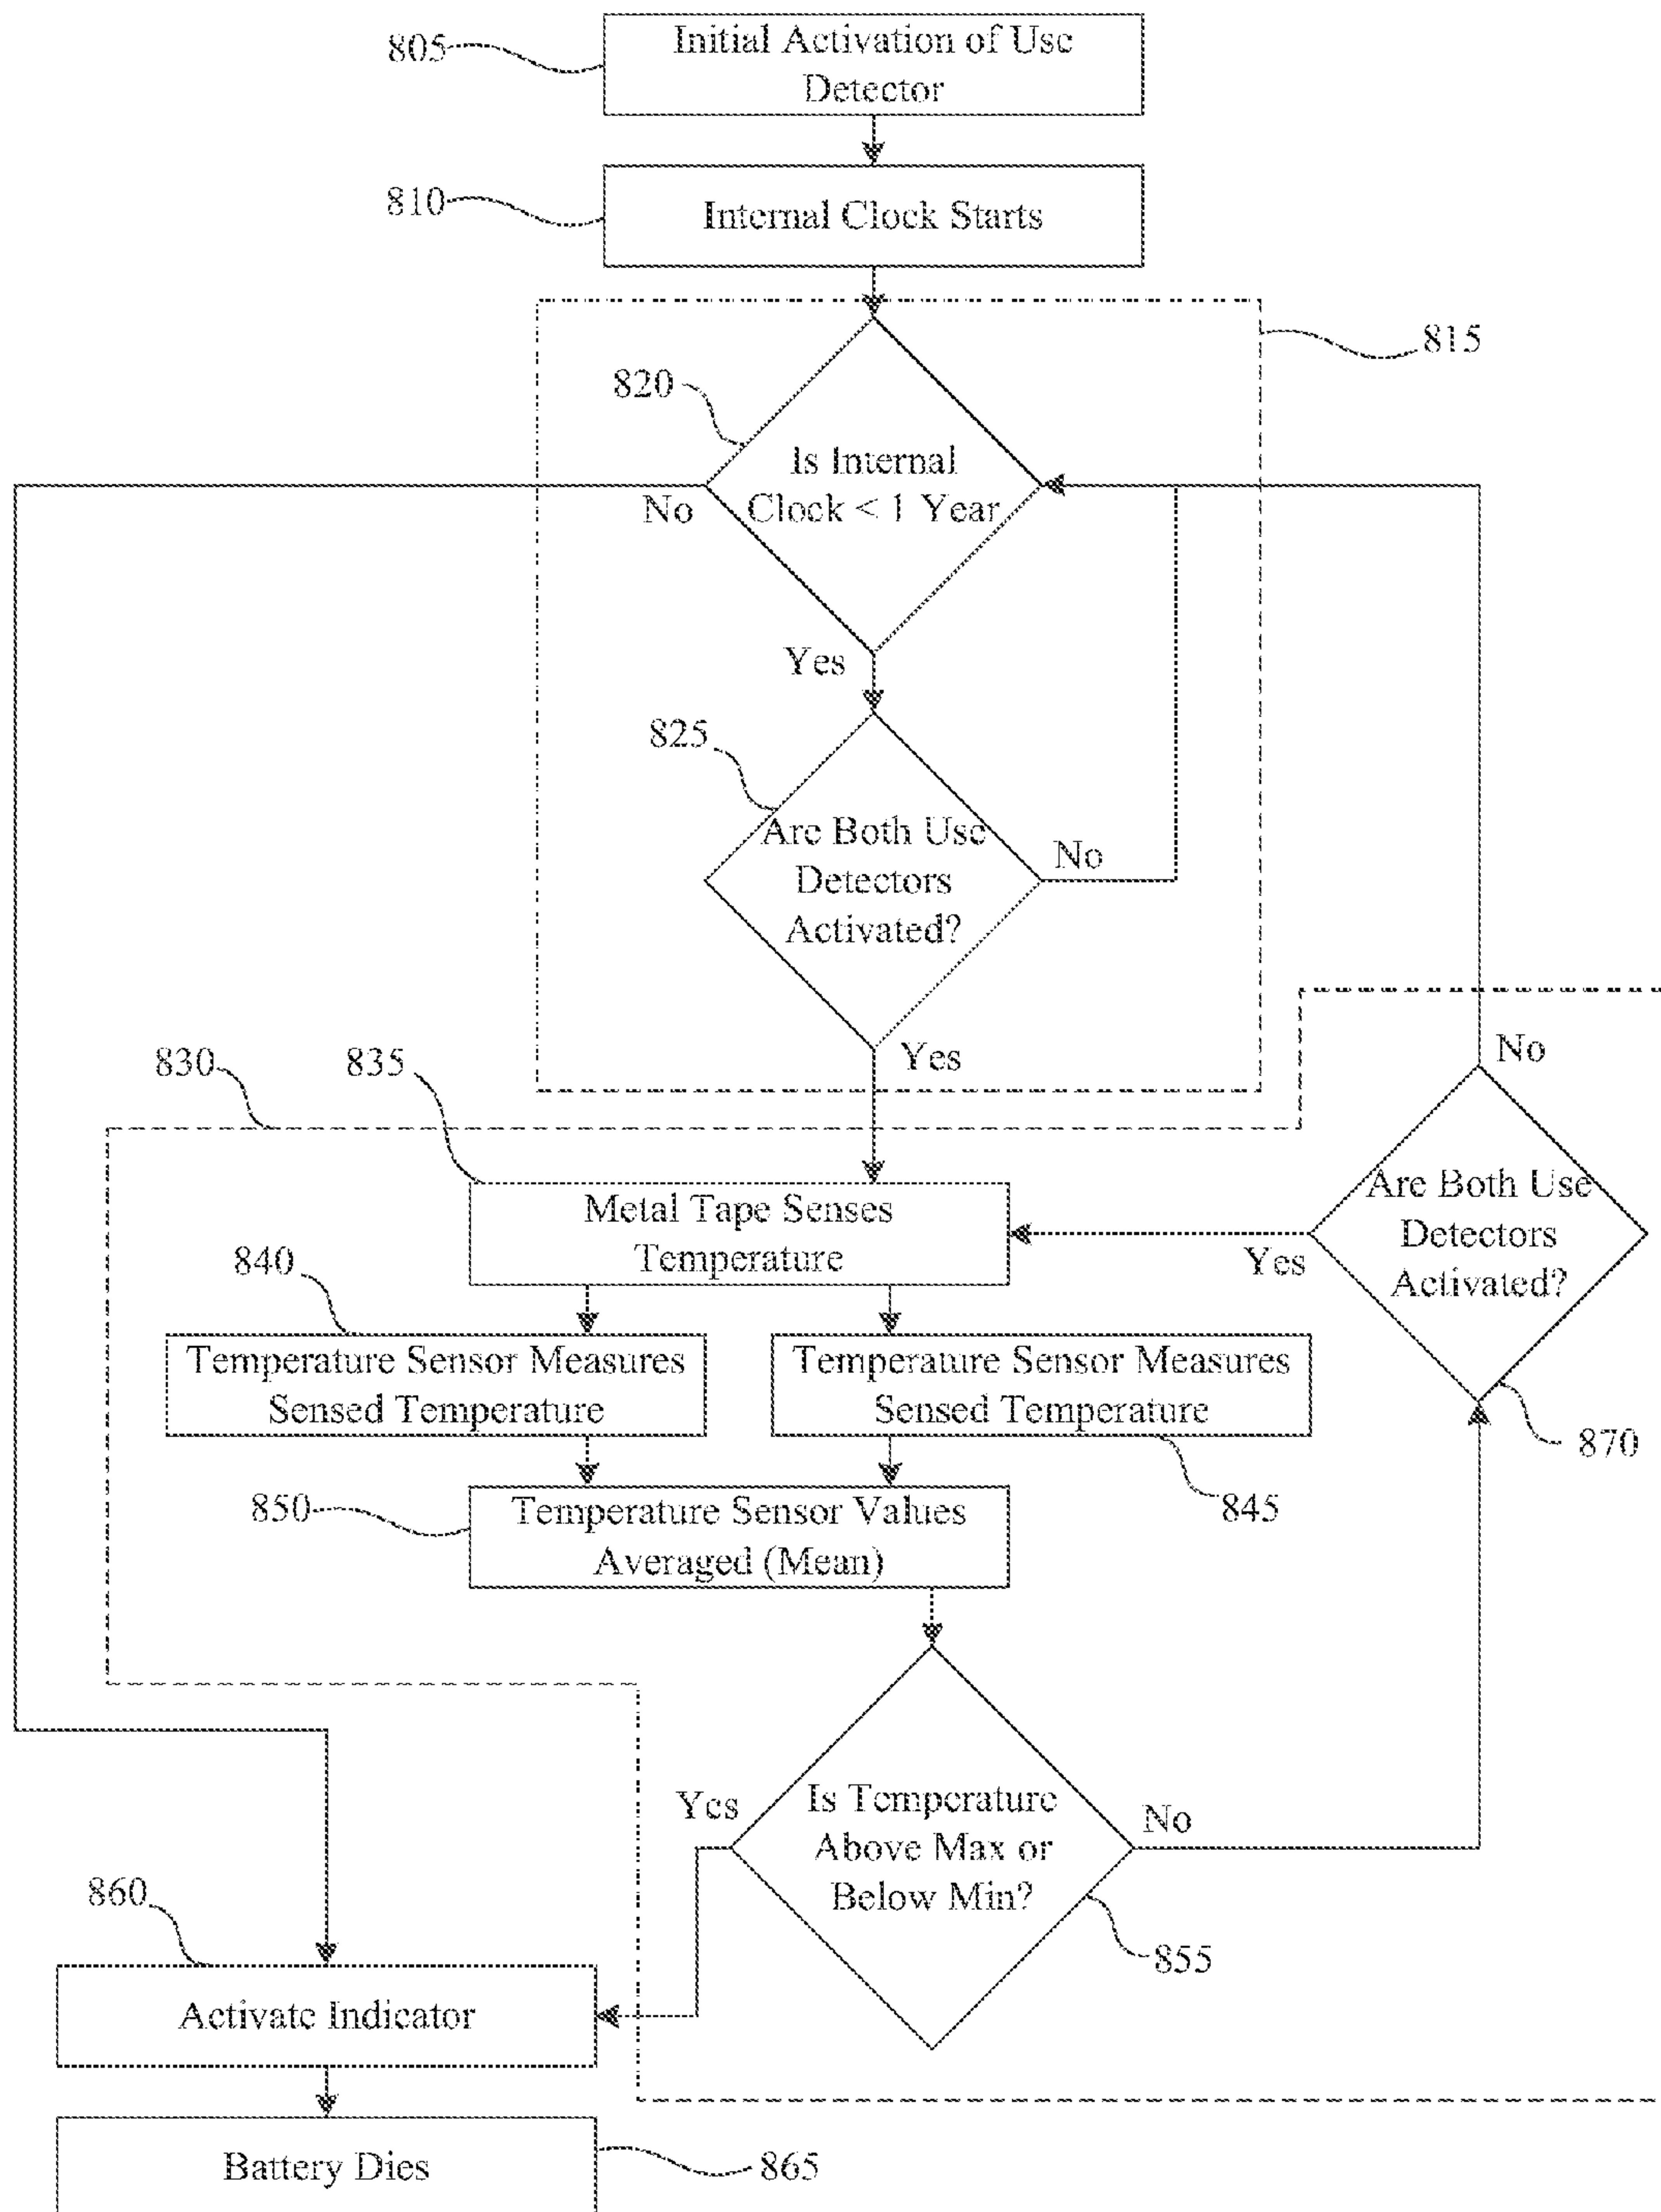 805
Initial Activation of Use
Detector
810
Internal Clock Starts
815
820
Is Internal
Clock < 1 Year
No
Yes
825
Are Both Use
Detectors
Activated?
No
Yes
830
835
No
Metal Tape Senses
Temperature
Are Both Use
Detectors
Activated?
Yes
840
Temperature Sensor Measures
Sensed Temperature
Temperature Sensor Measures
Sensed Temperature
870
850
Temperature Sensor Values
Averaged (Mean)
845
Yes
Is Temperature
Above Max or
Below Min?
No
860
855
Activate Indicator
Battery Dies
865